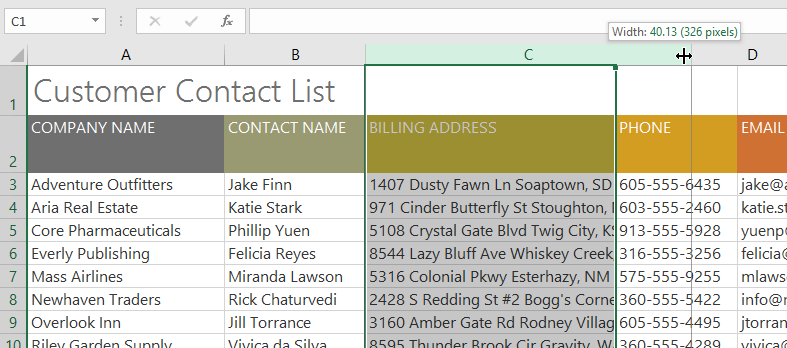 C1
fx
Width: 40.13 (326 pixels)
A B C D
1 Customer Contact List
2 COMPANY NAME CONTACT NAME BILLING ADDRESS PHONE EMAIL
3 Adventure Outfitters Jake Finn 1407 Dusty Fawn Ln Soaptown, SD 605-555-6435 jake@a
4 Aria Real Estate Katie Stark 971 Cinder Butterfly St Stoughton, 603-555-2460 katie.st
5 Core Pharmaceuticals Phillip Yuen 5108 Crystal Gate Blvd Twig City, KS 913-555-5928 yuenp
6 Everly Publishing Felicia Reyes 8544 Lazy Bluff Ave Whiskey Creek 316-555-3256 felicia
7 Mass Airlines Miranda Lawson 5316 Colonial Pkwy Esterhazy, NM 575-555-9255 mlaws
8 Newhaven Traders Rick Chaturvedi 2428 S Redding St #2 Bogg's Corne 360-555-5422 info@n
9 Overlook Inn Jill Torrance 3160 Amber Gate Rd Rodney Villag 605-555-4495 jtorran
10 Riley Garden Supply Vivica da Silva 8595 Thunder Brook Cir Gravity, W 360-555-4289 vivica@